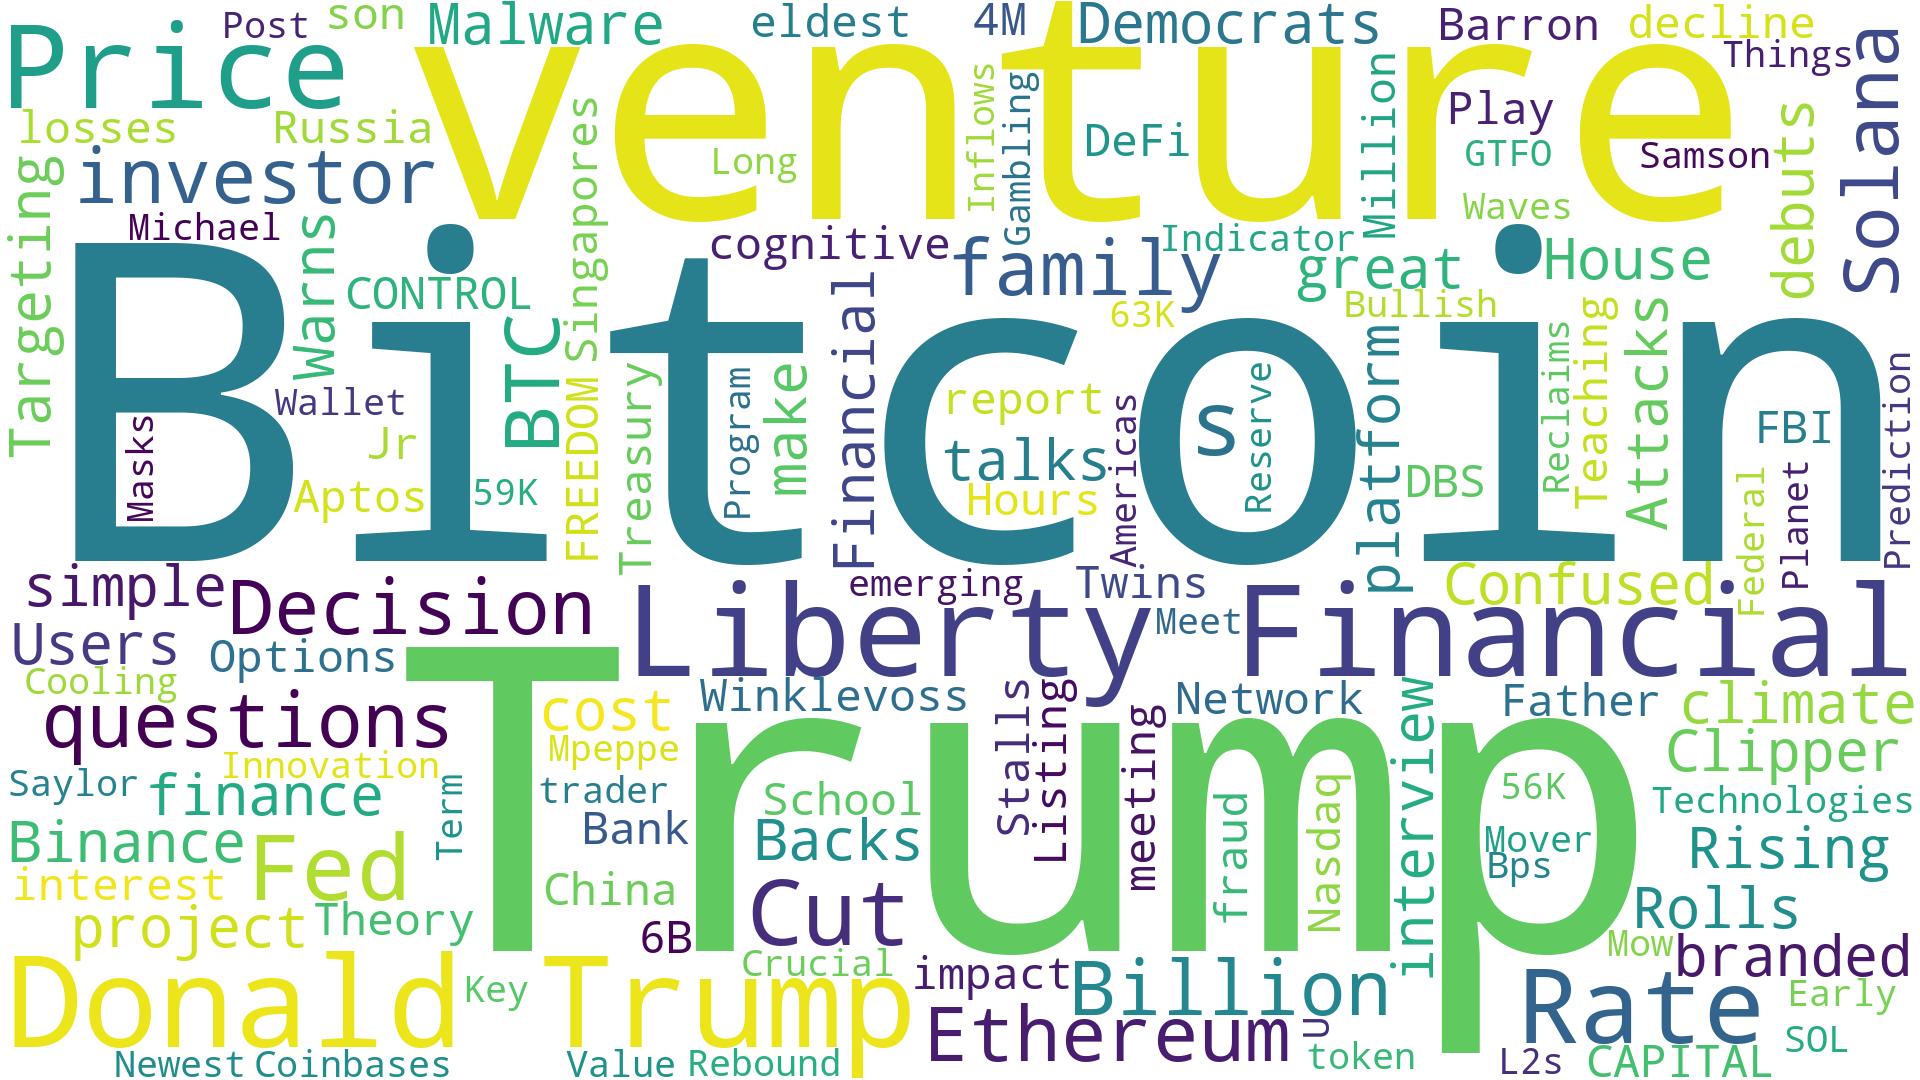 Post
son
Malware
eldest
4M
Democrats
Barron
decline
Price
venture
Things
Solana
losses
Russia
Long
Inflows
Gambling
DeFi
Million
Play
GTFO
Samson
debuts
Targeting
investor
Singapores
Waves
Michael
Warns
cognitive
family
Indicator
great
House
CONTROL
Bitcoin
63K
Bullish
BTC
Financial
platform
Reclaims
Teaching
Attacks
Wallet
FREEDOM
Treasury
Program
make
report
Americas
s
Reserve
FBI
Prediction
Masks
Jr
talks
Aptos
59K
Hours
DBS
Federal
Planet
simple
Decision
emerging
Twins
Confused
Users
Options
Liberty Financial
Meet
Cooling
questions
cost
Winklevoss
Stalls
Listing
meeting
Network
interview
Father
climate
Mpeppe
Clipper
Innovation
Saylor
finance
Term
trader
School
fraud
Nasdaq
56K
Technologies
Binance
Fed
Bank
Backs
Trump
Mover
Bps
Rising
interest
China
Cut
project
Theory
6B
Rolls
Mow
branded
Donald Trump
Key
Crucial
impact
Billion
Rate
Early
Ethereum
U
SOL
Newest
Coinbases
Value
Rebound
token
L2s
CAPITAL